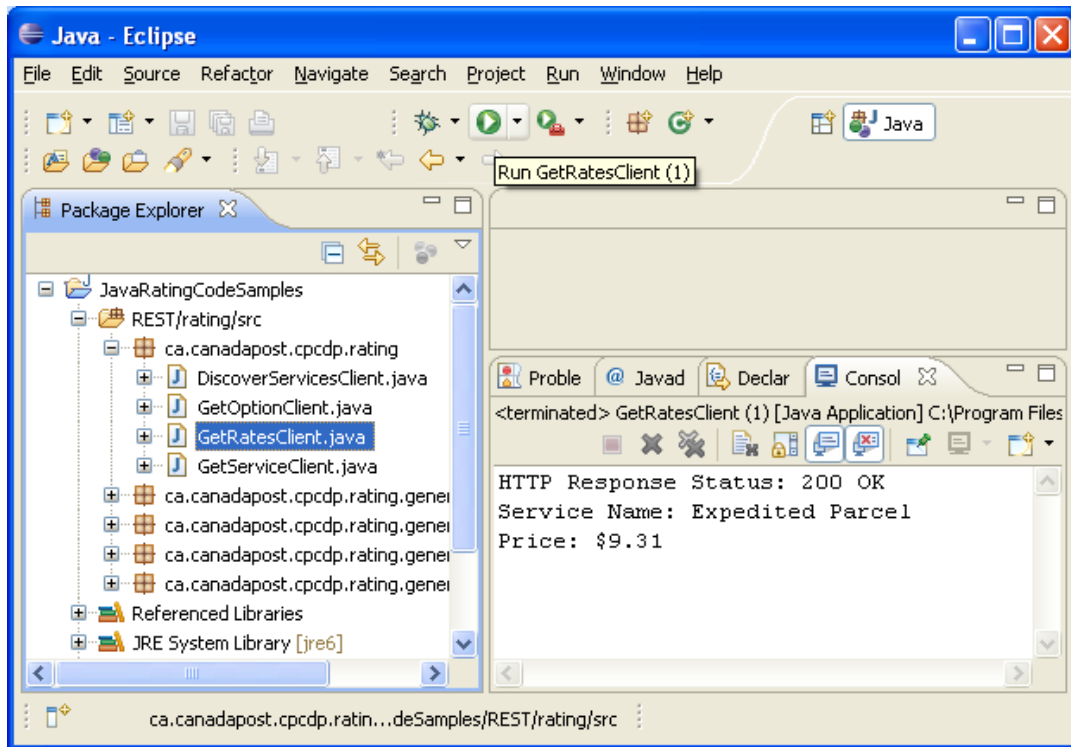 Java - Eclipse
File Edit Source Refactor Navigate Search Project Run Window Help
Java
Run GetRatesClient (1)
Package Explorer
JavaRatingCodeSamples
REST/rating/src
ca.canadapost.cpcdp.rating
DiscoverServicesClient.java
GetOptionClient.java
GetRatesClient.java
GetServiceClient.java
ca.canadapost.cpcdp.rating.gener
ca.canadapost.cpcdp.rating.gener
ca.canadapost.cpcdp.rating.gener
ca.canadapost.cpcdp.rating.gener
Referenced Libraries
JRE System Library [jre6]
Proble @ Javad Declar Consol
<terminated> GetRatesClient (1) [Java Application] C:\Program Files
HTTP Response Status: 200 OK
Service Name: Expedited Parcel
Price: $9.31
ca.canadapost.cpcdp.ratin...deSamples/REST/rating/src